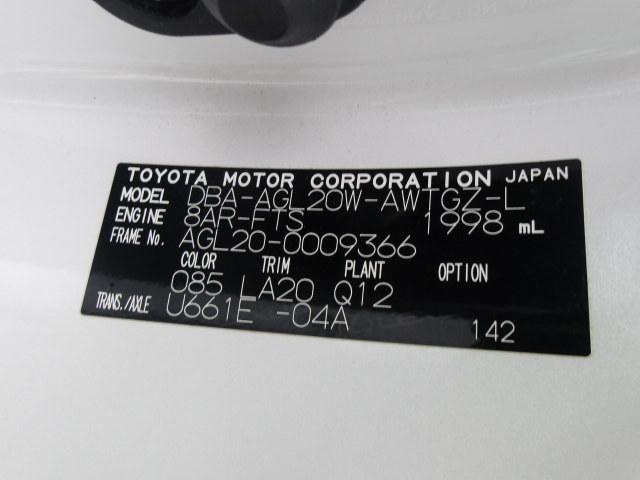 TOYOTA MOTOR CORPORATION JAPAN
MODEL DBA-AGL20W-AWTGZ-L
ENGINE 8AR-FTS 1998 mL
FRAME No. AGL20-0009366
COLOR TRIM PLANT OPTION
085 LA20 Q12
TRANS./AXLE U661E -04A 142